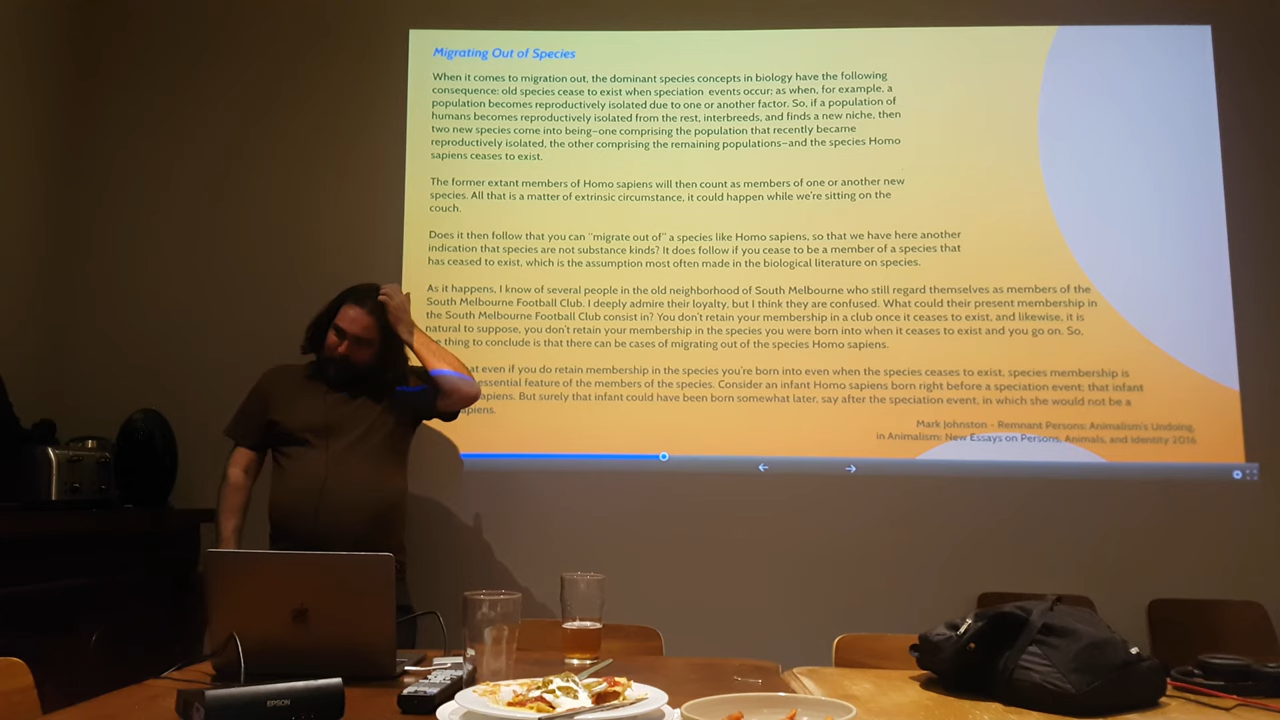 Migrating Out of Species
When it comes to migration out, the dominant species concepts in biology have the following
consequence: old species cease to exist when speciation events occur; as when, for example, a
population becomes reproductively isolated due to one or another factor. So, if a population of
humans becomes reproductively isolated from the rest, interbreeds, and finds a new niche, then
two new species come into being—one comprising the population that recently became
reproductively isolated, the other comprising the remaining populations—and the species Homo
sapiens ceases to exist.
The former extant members of Homo sapiens will then count as members of one or another new
species. All that is a matter of extrinsic circumstance, it could happen while we're sitting on the
couch.
Does it then follow that you can "migrate out of" a species like Homo sapiens, so that we have here another
indication that species are not substance kinds? It does follow if you cease to be a member of a species that
has ceased to exist, which is the assumption most often made in the biological literature on species.
As it happens, I know of several people in the old neighborhood of South Melbourne who still regard themselves as members of the
South Melbourne Football Club. I deeply admire their loyalty, but I think they are confused. What could their present membership in
the South Melbourne Football Club consist in? You don't retain your membership in a club once it ceases to exist, and likewise, it is
natural to suppose, you don't retain your membership in the species you were born into when it ceases to exist and you go on. So,
thing to conclude is that there can be cases of migrating out of the species Homo sapiens.
even if you do retain membership in the species you're born into even when the species ceases to exist, species membership is
essential feature of the members of the species. Consider an infant Homo sapiens born right before a speciation event; that infant
But surely that infant could have been born somewhat later, say after the speciation event, in which she would not be a
Mark Johnston - Remnant Persons: Animalism's Undoing,
in Animalism: New Essays on Persons, Animals, and Identity 2016
EPSON